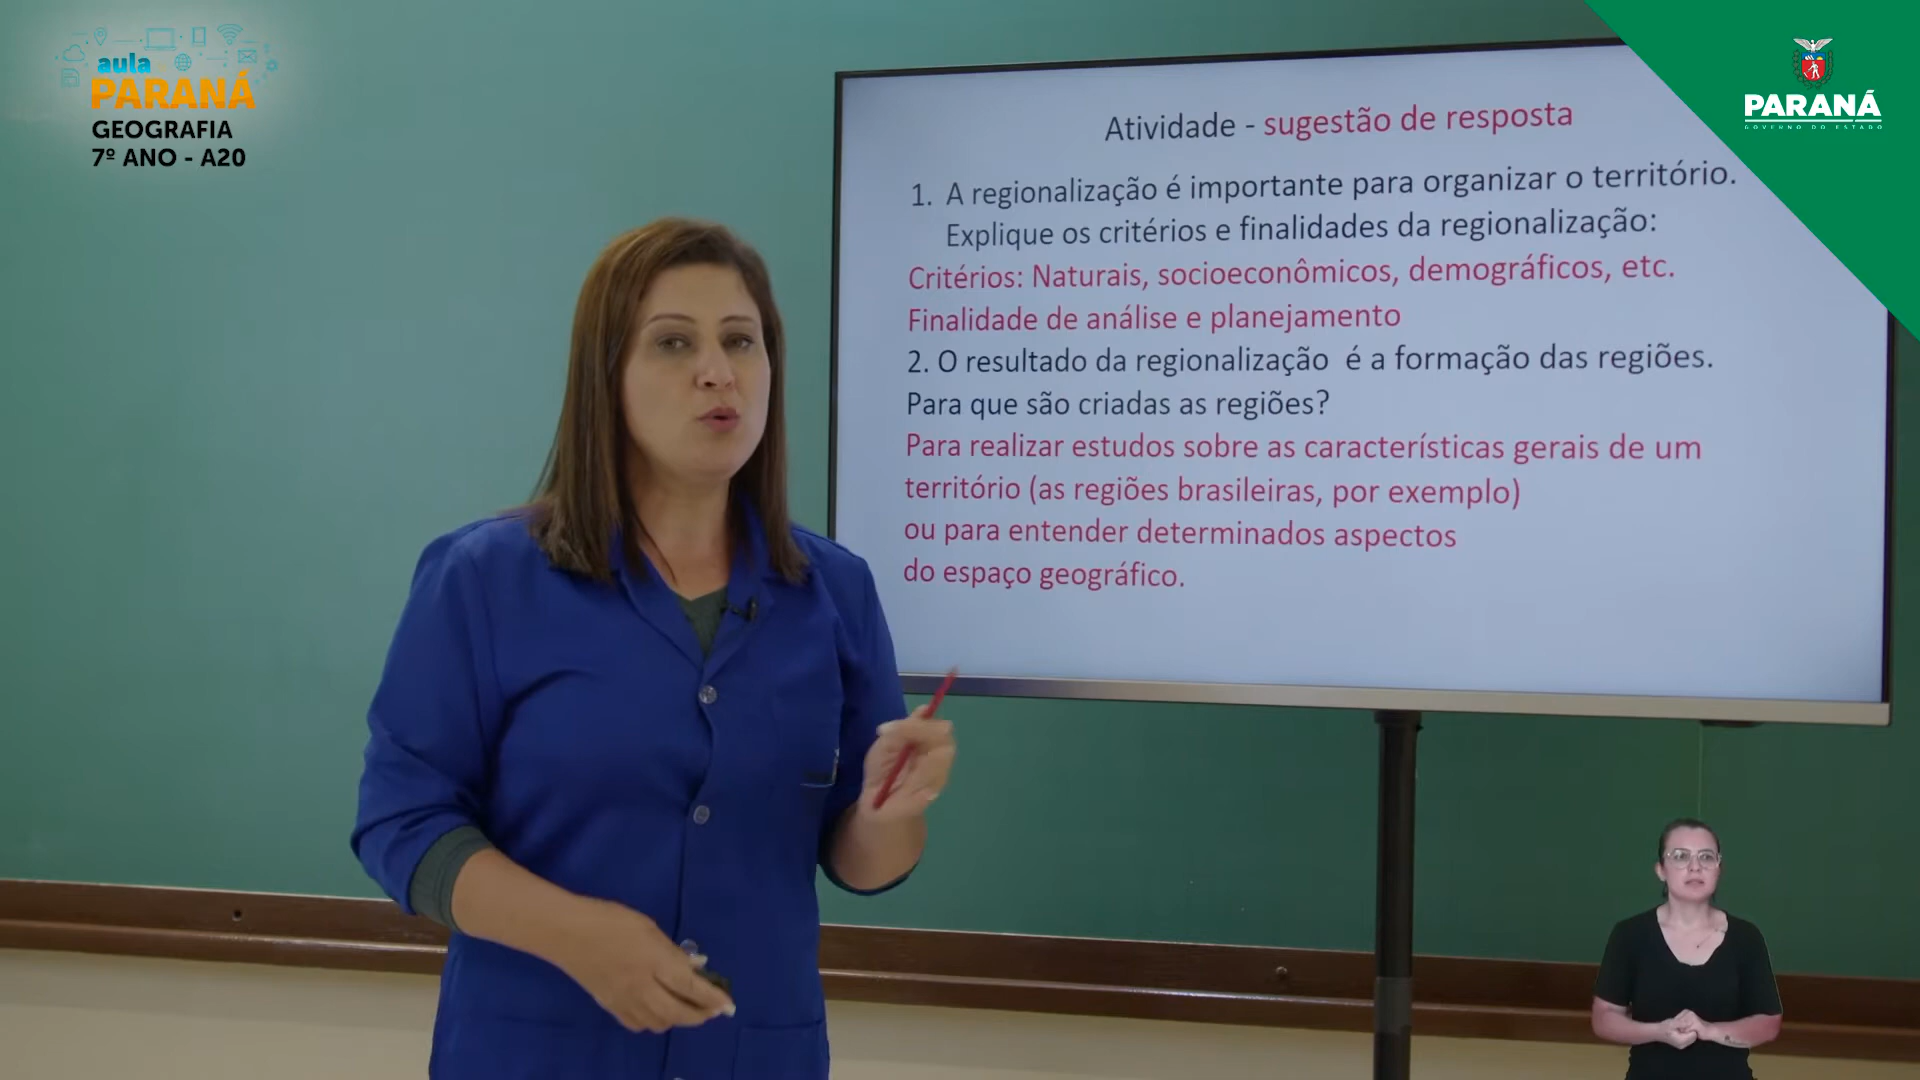 aula
PARANÁ
GEOGRAFIA
7º ANO - A20
PARANÁ
GOVERNO DO ESTADO
Atividade - sugestão de resposta
1. A regionalização é importante para organizar o território.
Explique os critérios e finalidades da regionalização:
Critérios: Naturais, socioeconômicos, demográficos, etc.
Finalidade de análise e planejamento
2. O resultado da regionalização é a formação das regiões.
Para que são criadas as regiões?
Para realizar estudos sobre as características gerais de um
território (as regiões brasileiras, por exemplo)
ou para entender determinados aspectos
do espaço geográfico.